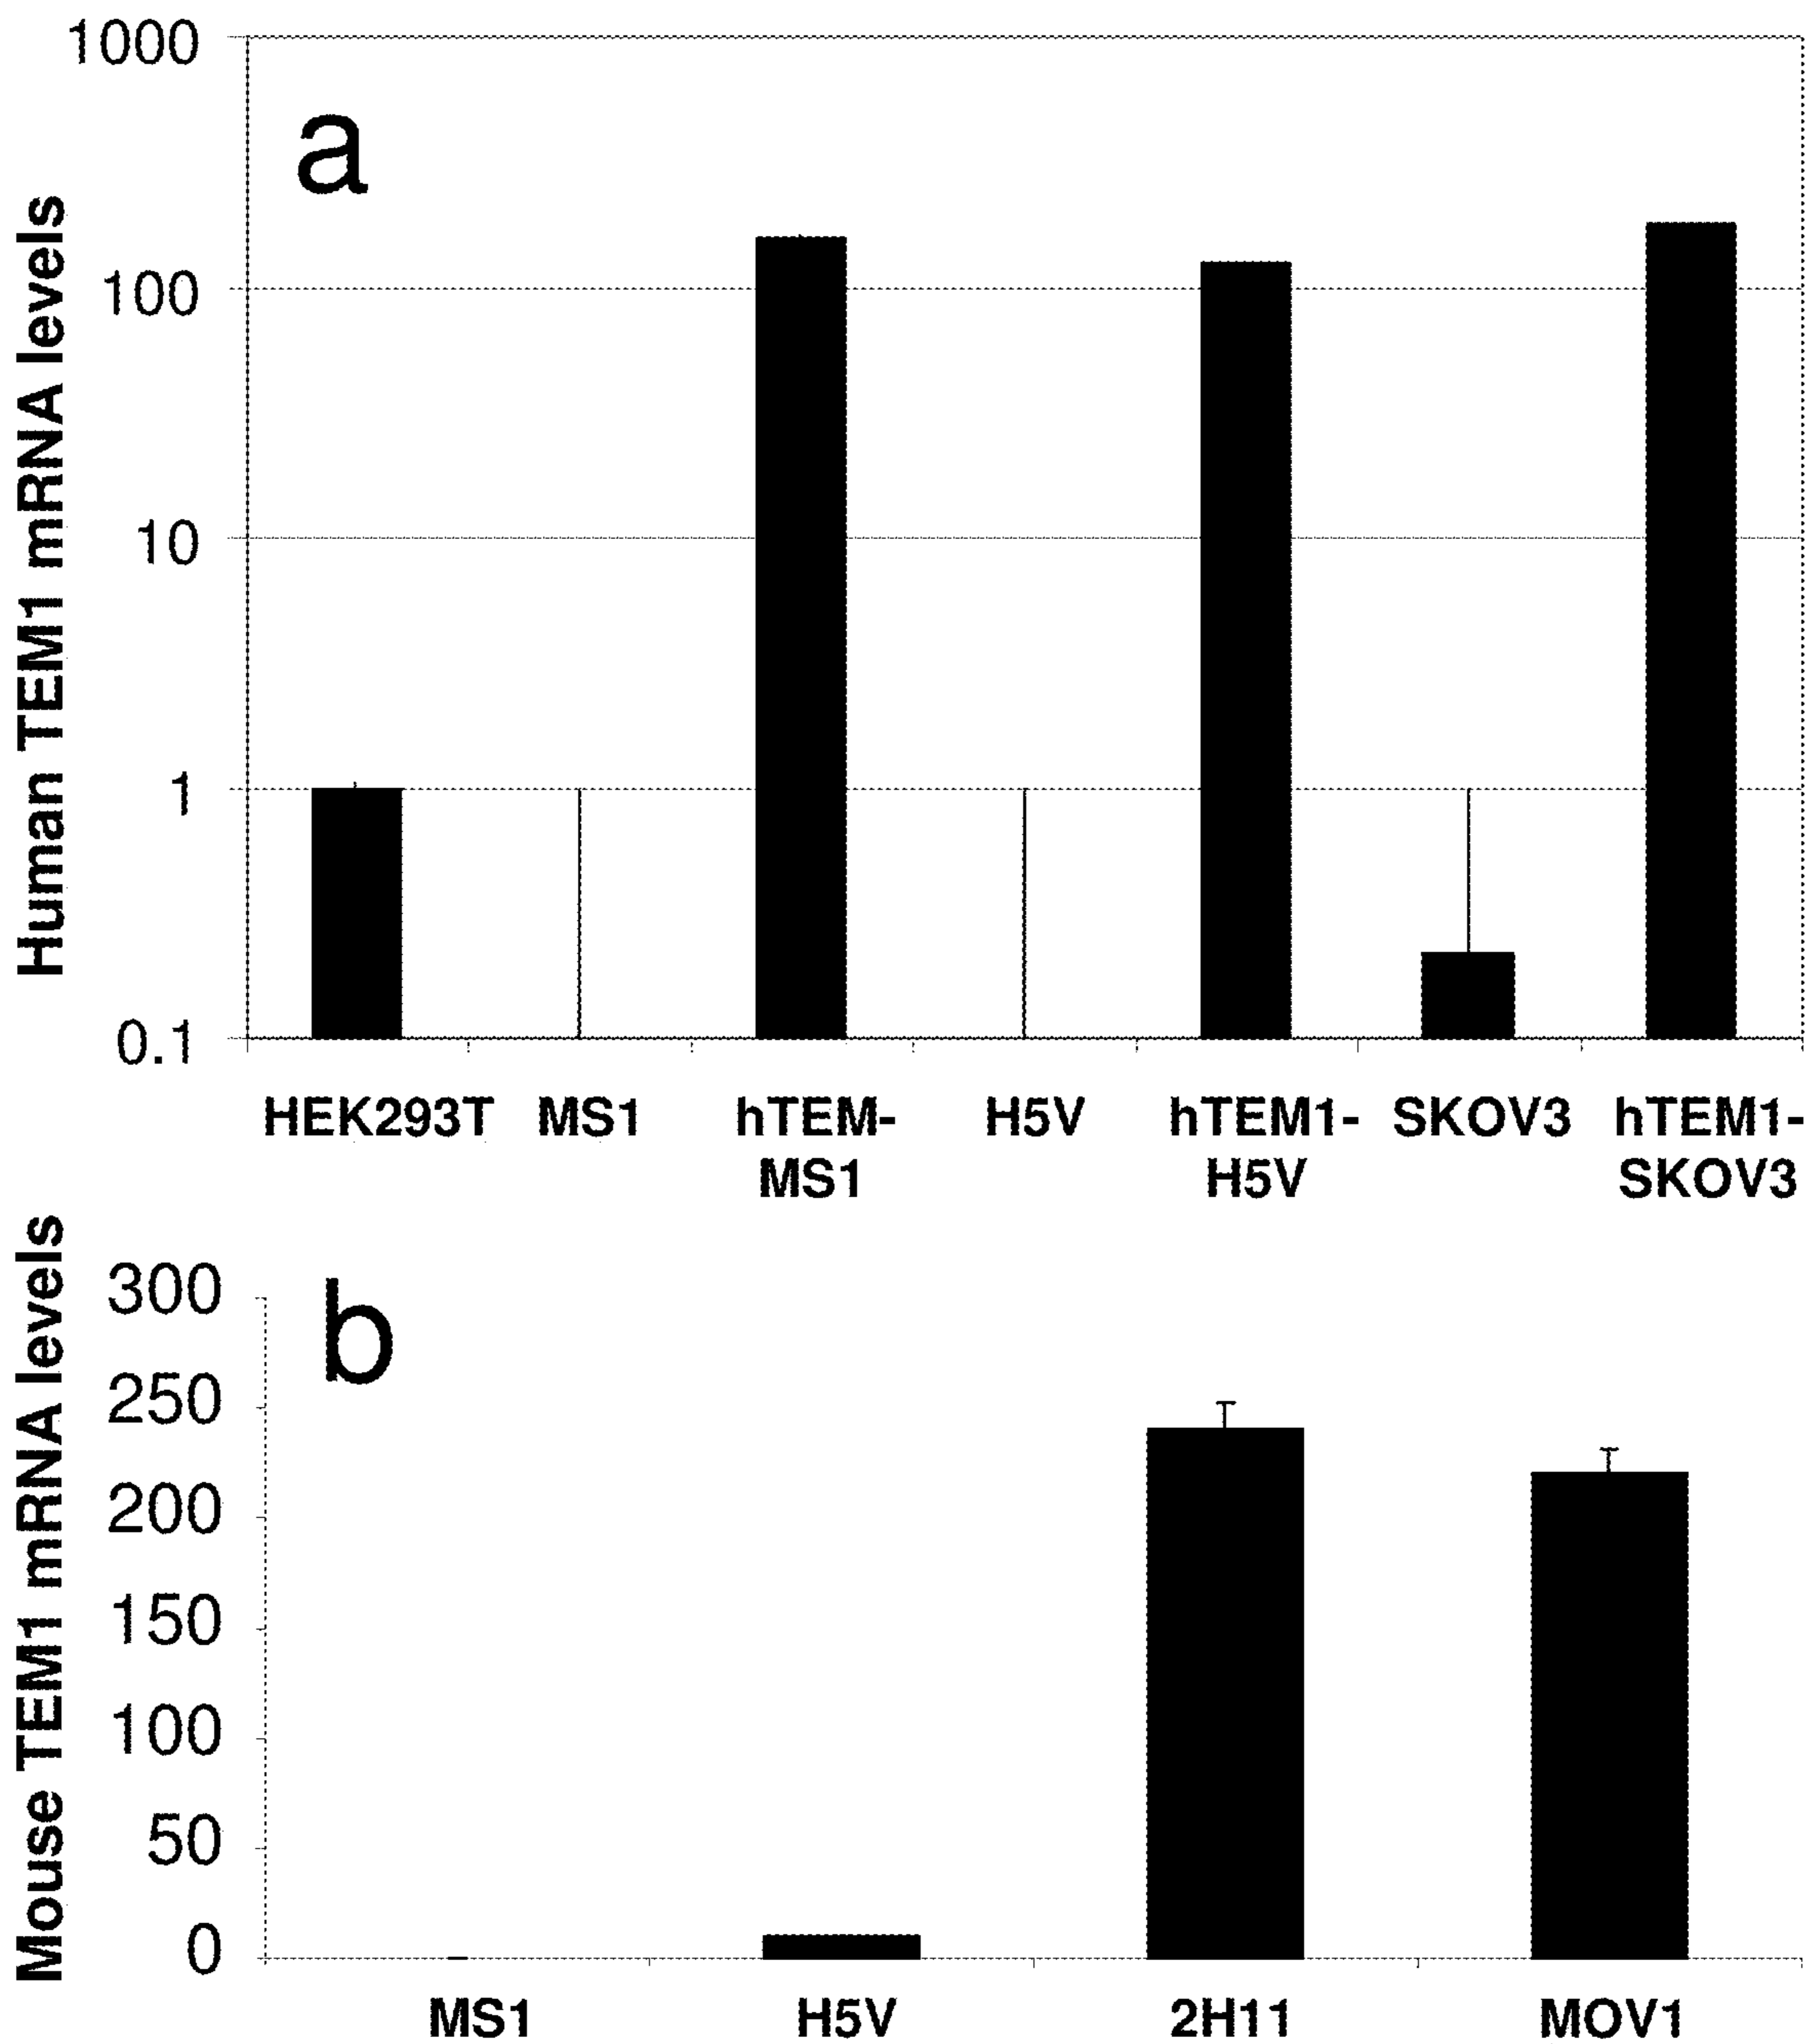 Human TEM1 mRNA levels
1000
100
10
1
0.1
a
HEK293T MS1 hTEM- H5V hTEM1- SKOV3 hTEM1-
MS1 H5V SKOV3
Mouse TEM1 mRNA levels
300
250
200
150
100
50
0
b
MS1 H5V 2H11 MOV1